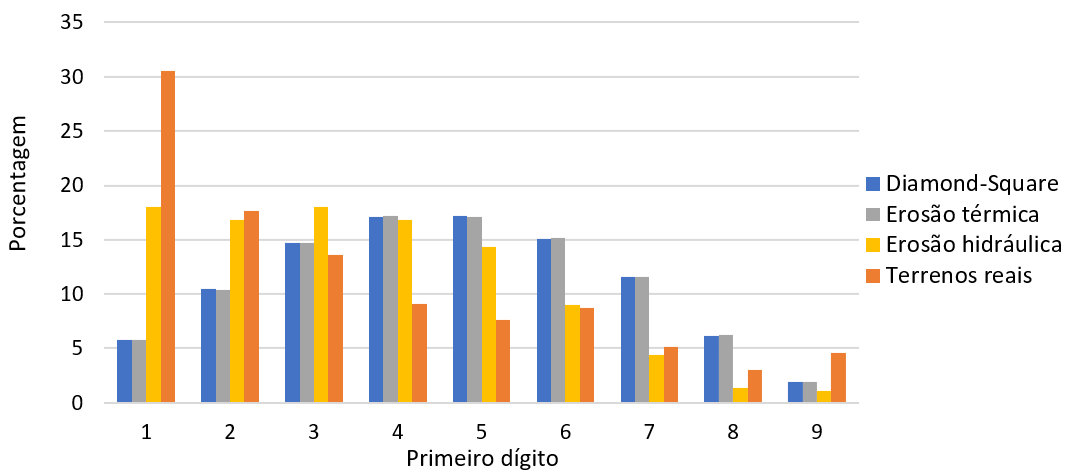 35
30
25
20
15
10
5
0
Porcentagem
1 2 3 4 5 6 7 8 9
Primeiro dígito
Diamond-Square
Erosão térmica
Erosão hidráulica
Terrenos reais